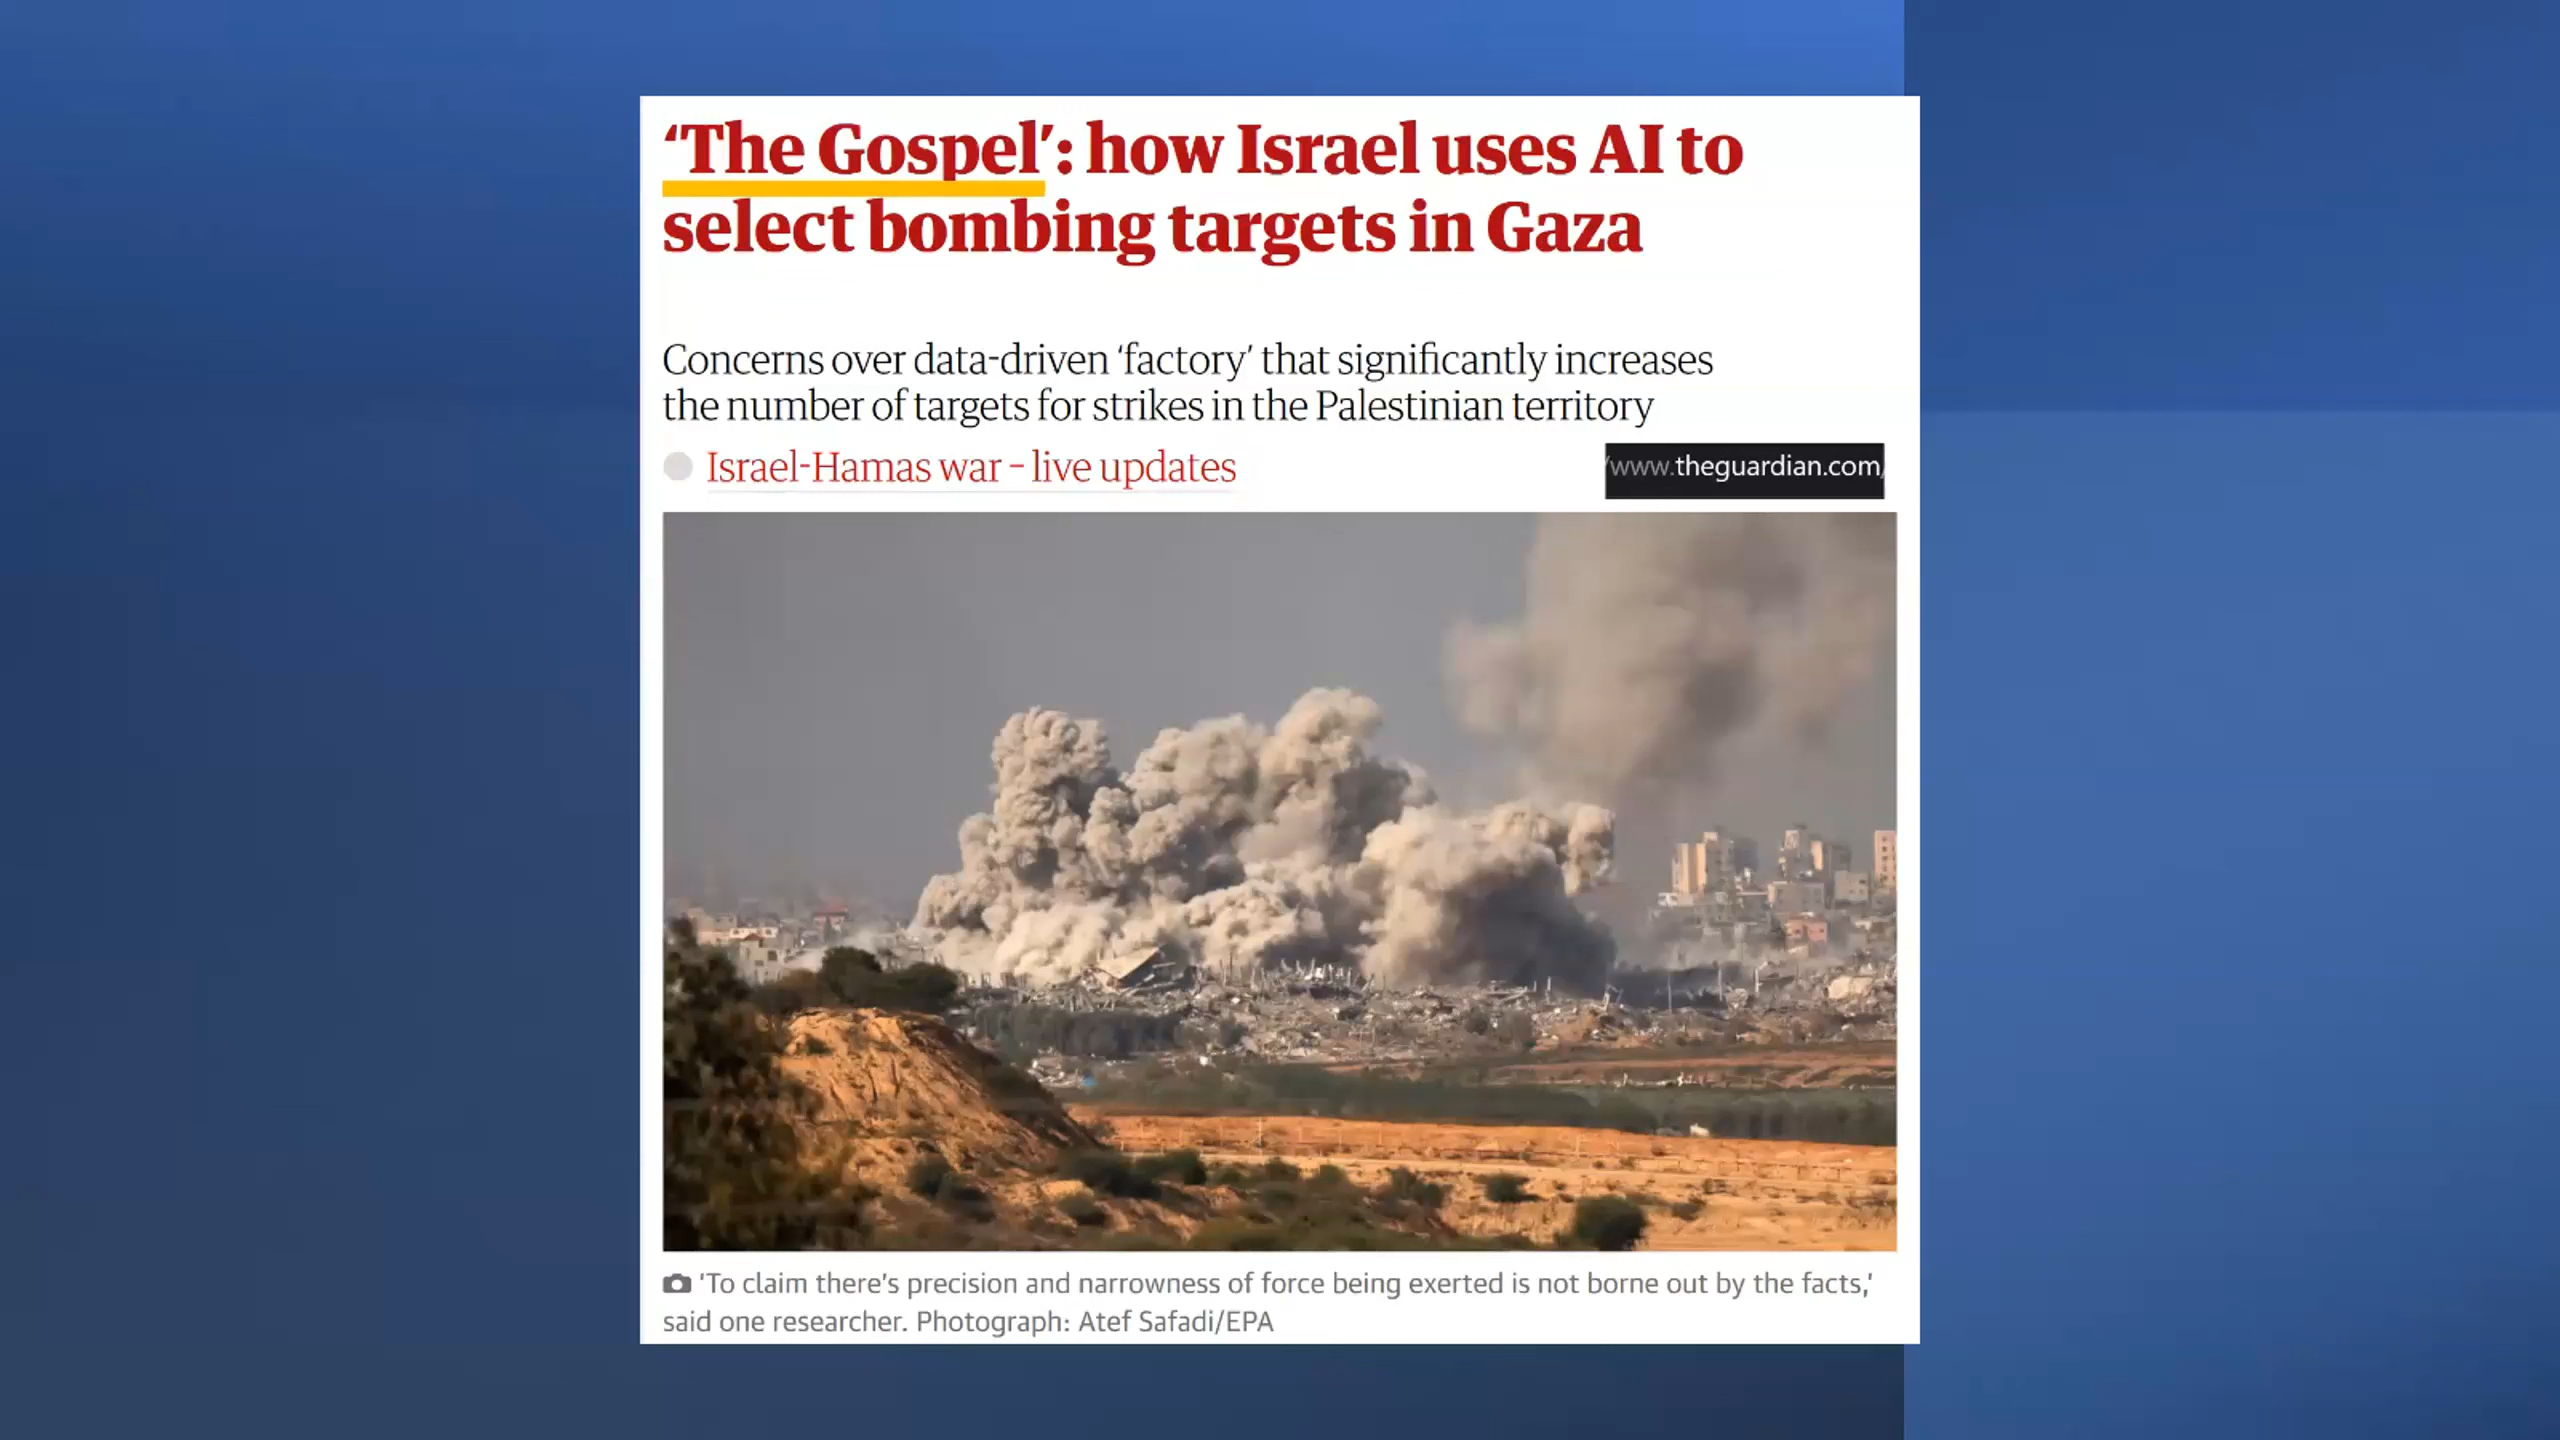 ‘The Gospel’: how Israel uses AI to
select bombing targets in Gaza
Concerns over data-driven ‘factory’ that significantly increases
the number of targets for strikes in the Palestinian territory
Israel-Hamas war – live updates
/www.theguardian.com/
‘To claim there’s precision and narrowness of force being exerted is not borne out by the facts,’
said one researcher. Photograph: Atef Safadi/EPA